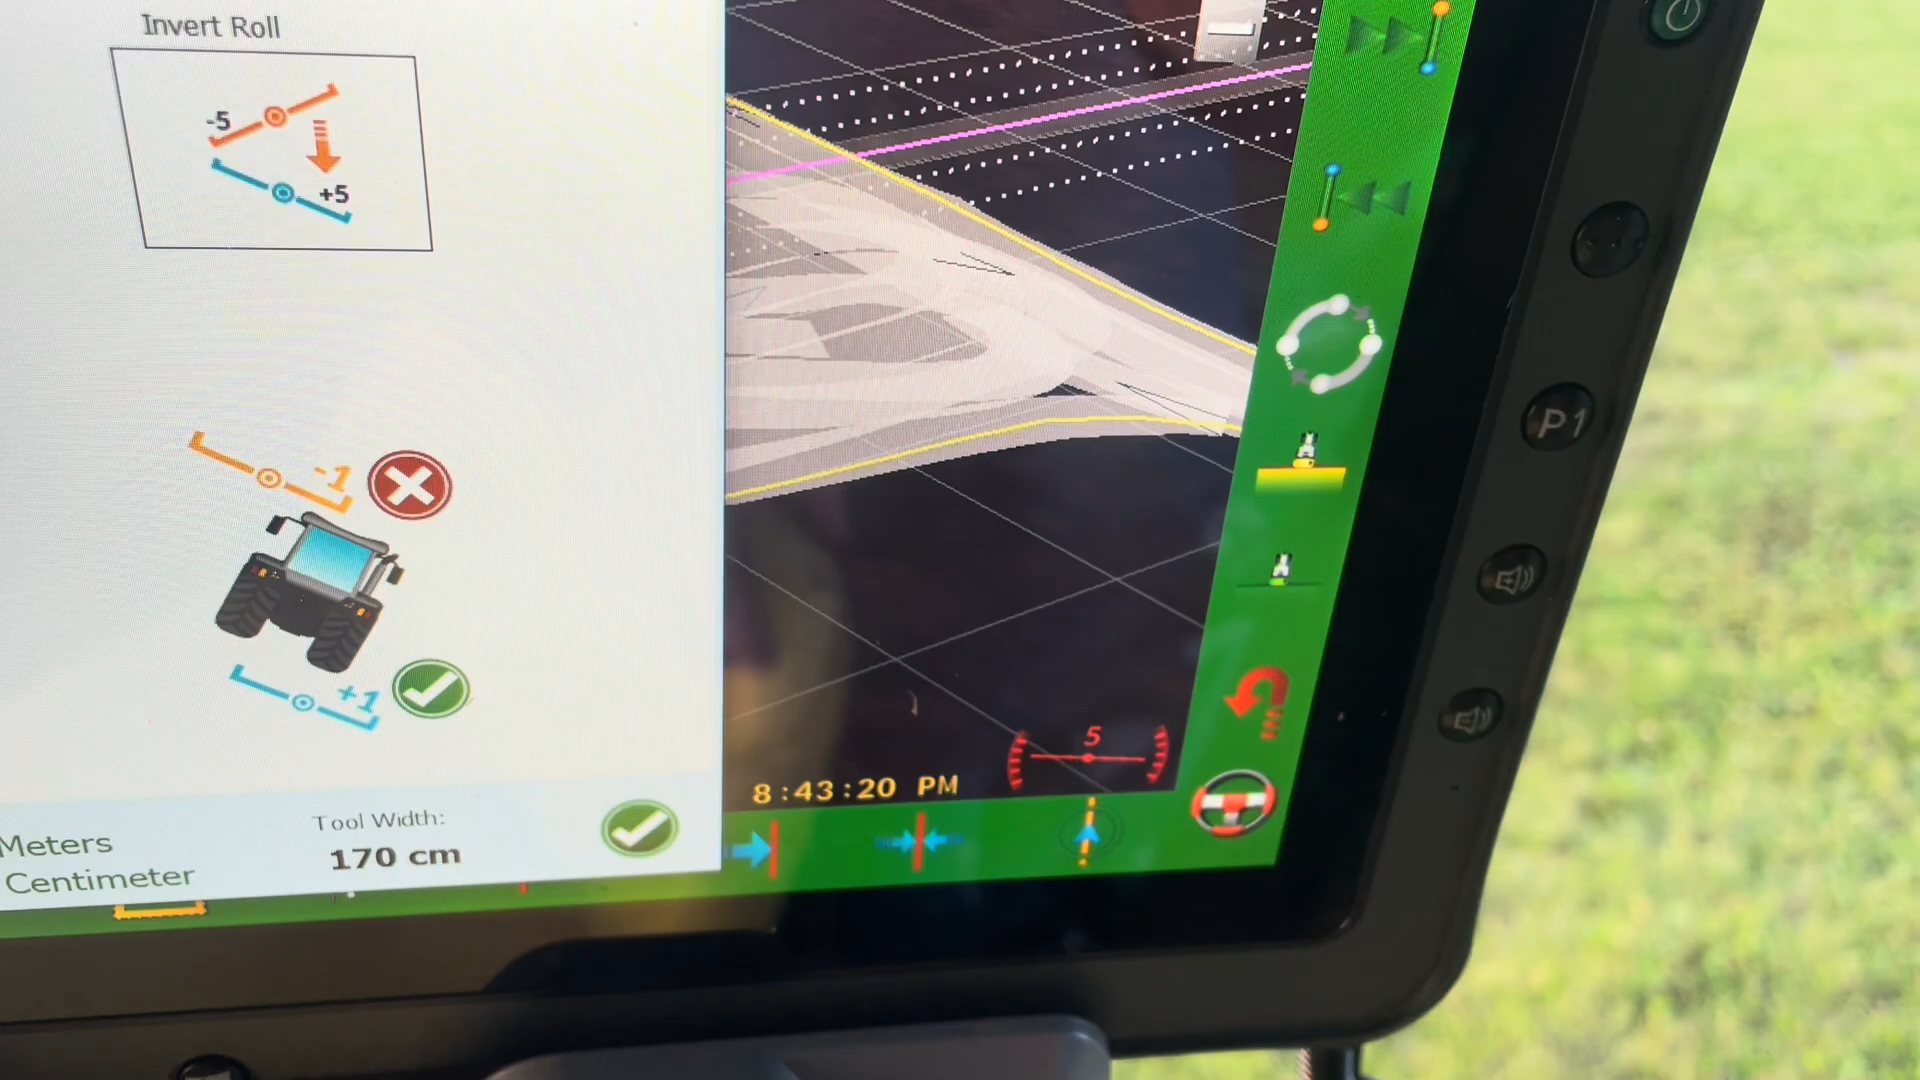 Invert Roll
-5
+5
-1
+1
Meters
Centimeter
Tool Width:
170 cm
8:43:20 PM
5
P1